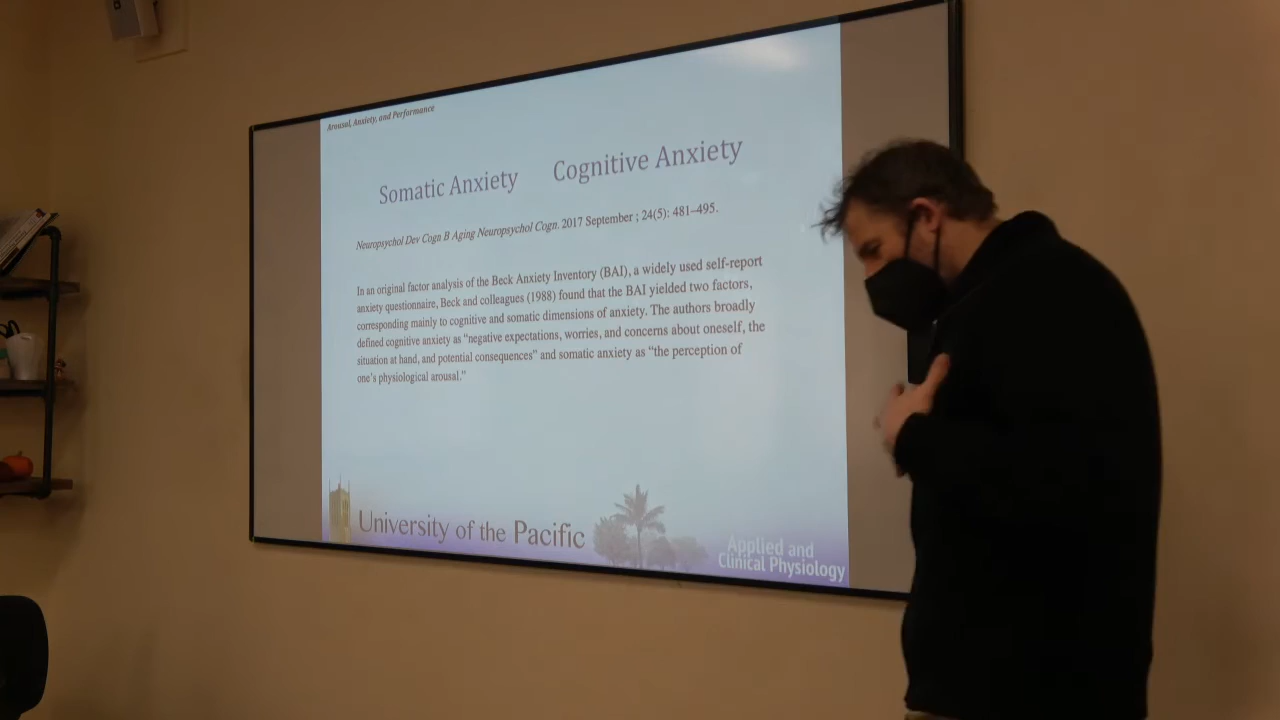 Arousal, Anxiety, and Performance
Somatic Anxiety Cognitive Anxiety
Neuropsychol Dev Cogn B Aging Neuropsychol Cogn. 2017 September ; 24(5): 481–495.
In an original factor analysis of the Beck Anxiety Inventory (BAI), a widely used self-report
anxiety questionnaire, Beck and colleagues (1988) found that the BAI yielded two factors,
corresponding mainly to cognitive and somatic dimensions of anxiety. The authors broadly
defined cognitive anxiety as “negative expectations, worries, and concerns about oneself, the
situation at hand, and potential consequences” and somatic anxiety as “the perception of
one’s physiological arousal.”
University of the Pacific
Applied and
Clinical Physiology